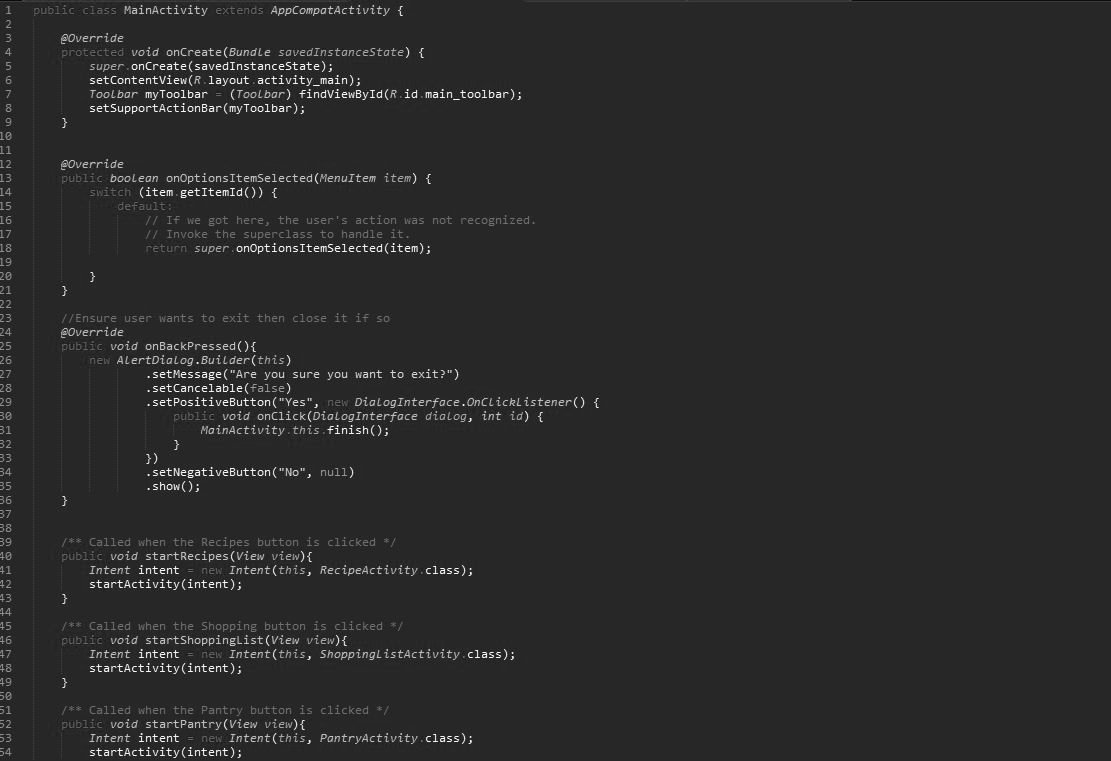 1 public class MainActivity extends AppCompatActivity {
2
3 @Override
4 protected void onCreate(Bundle savedInstanceState) {
5 super.onCreate(savedInstanceState);
6 setContentView(R.layout.activity_main);
7 Toolbar myToolbar = (Toolbar) findViewById(R.id.main_toolbar);
8 setSupportActionBar(myToolbar);
9 }
10
11
12 @Override
13 public boolean onOptionsItemSelected(MenuItem item) {
14 switch (item.getItemId()) {
15 default:
16 // If we got here, the user's action was not recognized.
17 // Invoke the superclass to handle it.
18 return super.onOptionsItemSelected(item);
19
20 }
21 }
22
23 //Ensure user wants to exit then close it if so
24 @Override
25 public void onBackPressed(){
26 new AlertDialog.Builder(this)
27 .setMessage("Are you sure you want to exit?")
28 .setCancelable(false)
29 .setPositiveButton("Yes", new DialogInterface.OnClickListener() {
30 public void onClick(DialogInterface dialog, int id) {
31 MainActivity.this.finish();
32 }
33 })
34 .setNegativeButton("No", null)
35 .show();
36 }
37
38
39 /** Called when the Recipes button is clicked */
40 public void startRecipes(View view){
41 Intent intent = new Intent(this, RecipeActivity.class);
42 startActivity(intent);
43 }
44
45 /** Called when the Shopping button is clicked */
46 public void startShoppingList(View view){
47 Intent intent = new Intent(this, ShoppingListActivity.class);
48 startActivity(intent);
49 }
50
51 /** Called when the Pantry button is clicked */
52 public void startPantry(View view){
53 Intent intent = new Intent(this, PantryActivity.class);
54 startActivity(intent);